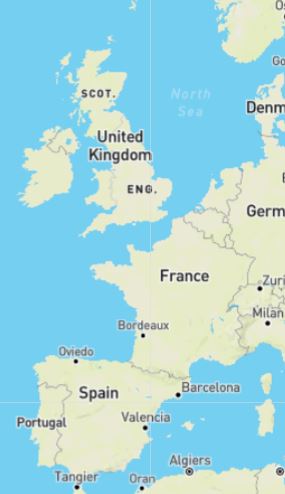 Os
SCOT.
North
Sea
Go
Denm
United
Kingdom
ENG.
Germ
France
Zuri
Bordeaux
Milan
Oviedo
Spain
Barcelona
Portugal
Valencia
Tangier
Oran
Algiers